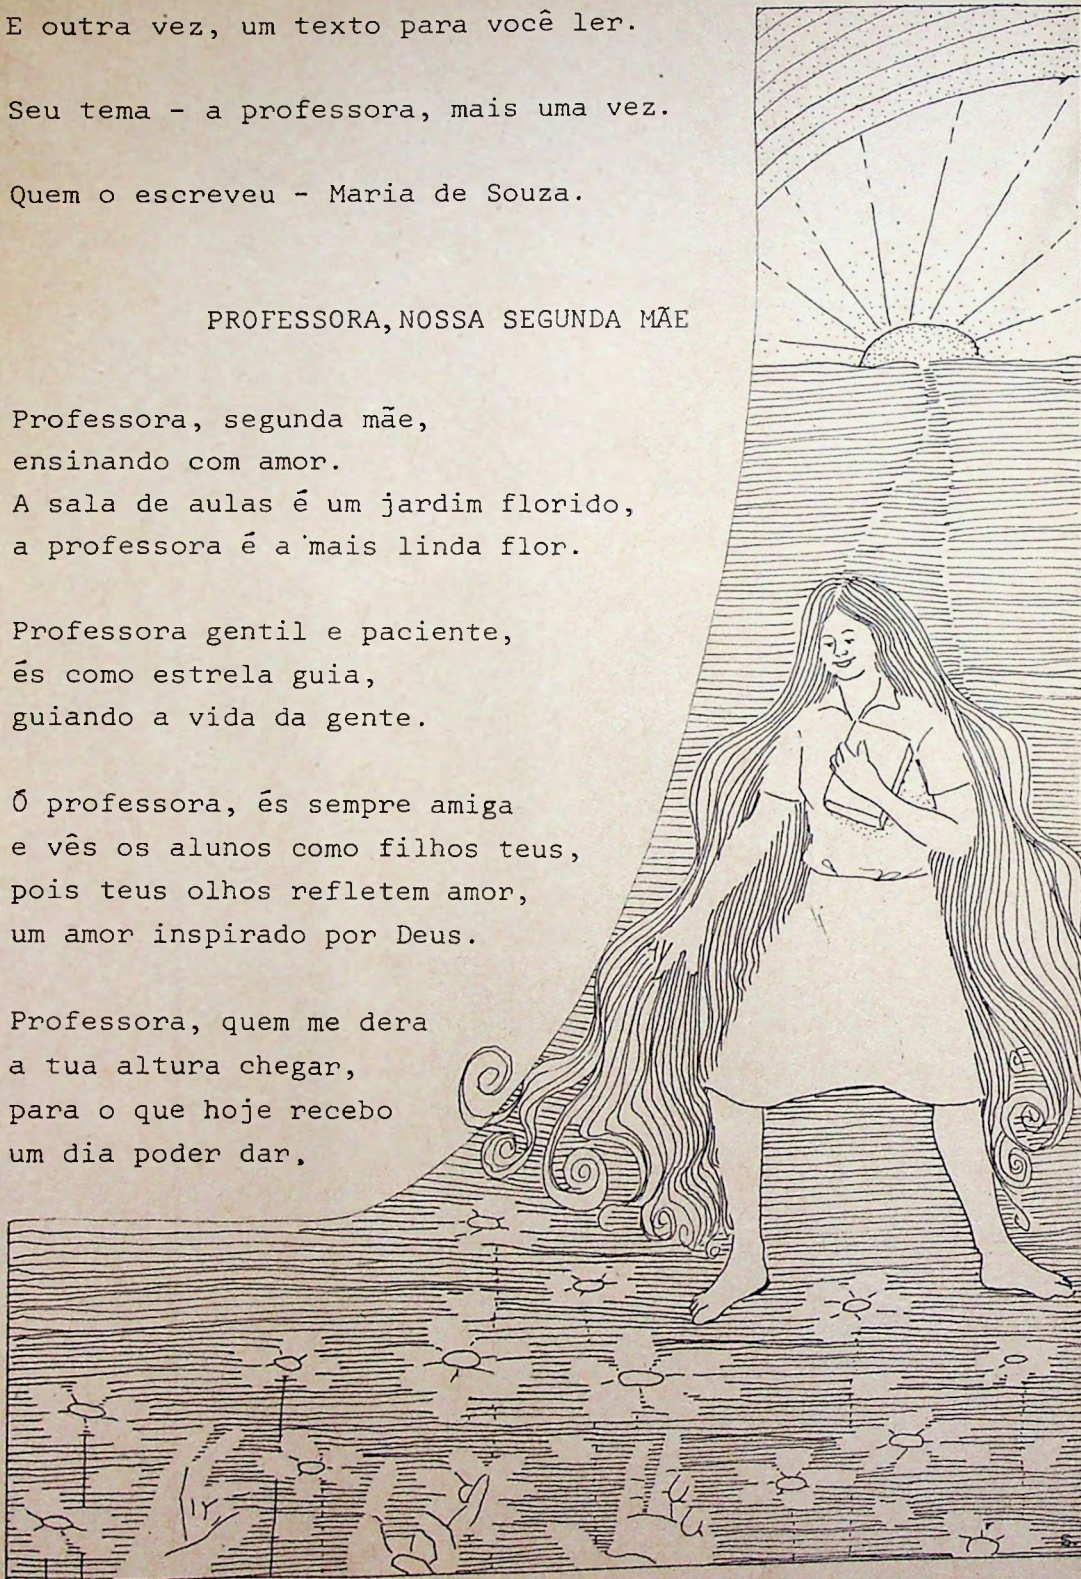 E outra vez, um texto para você ler.
Seu tema - a professora, mais uma vez.
Quem o escreveu - Maria de Souza.
PROFESSORA, NOSSA SEGUNDA MÃE
Professora, segunda mãe,
ensinando com amor.
A sala de aulas é um jardim florido,
a professora é a mais linda flor.
Professora gentil e paciente,
és como estrela guia,
guiando a vida da gente.
Ó professora, és sempre amiga
e vês os alunos como filhos teus,
pois teus olhos refletem amor,
um amor inspirado por Deus.
Professora, quem me dera
a tua altura chegar,
para o que hoje recebo
um dia poder dar.